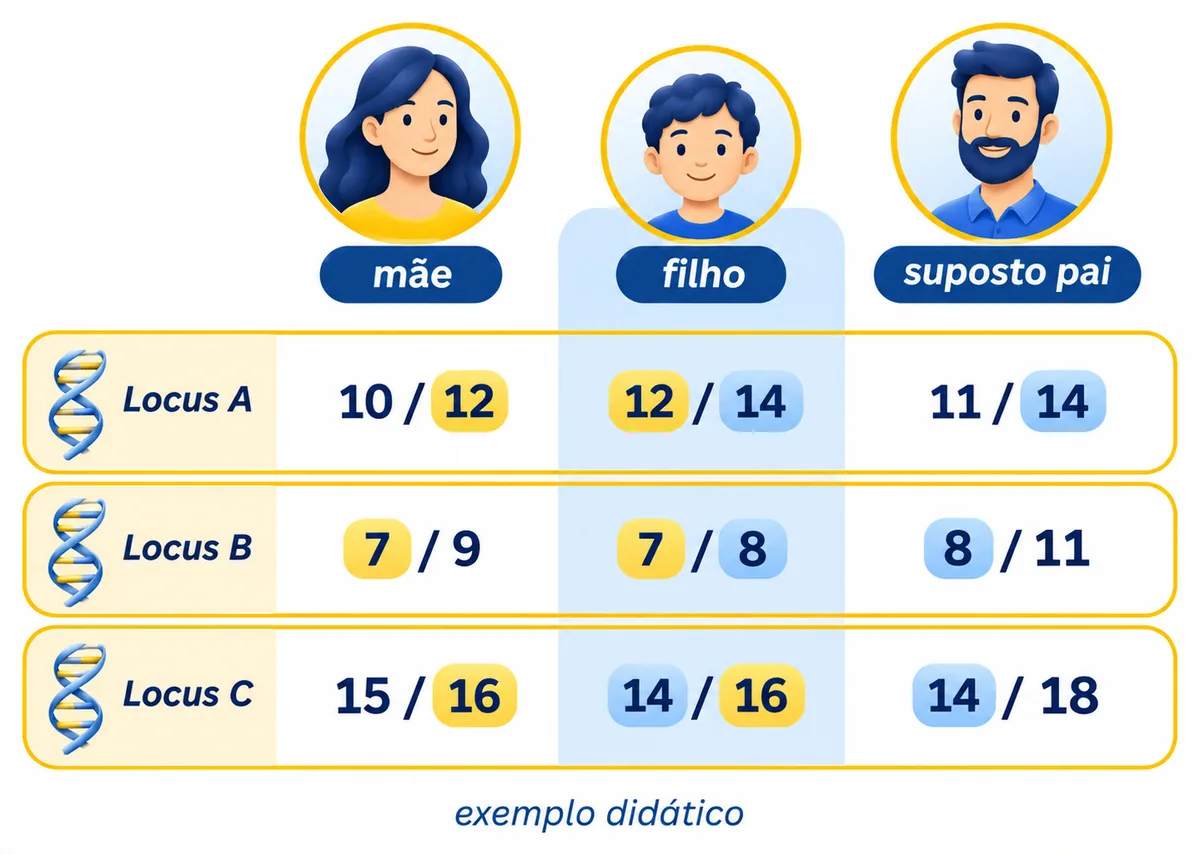 mãe
filho
suposto pai
Locus A
10 / 12
12 / 14
11 / 14
Locus B
7 / 9
7 / 8
8 / 11
Locus C
15 / 16
14 / 16
14 / 18
exemplo didático